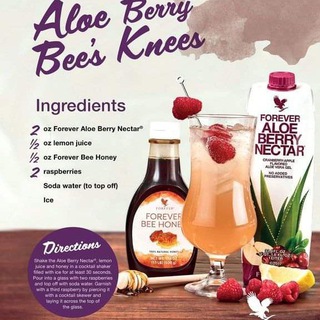 Aloe Berry
Bee's Knees
Ingredients
2 oz Forever Aloe Berry Nectar®
½ oz lemon juice
½ oz Forever Bee Honey
2 raspberries
Soda water (to top off)
Ice
Directions
Shake the Aloe Berry Nectar®, lemon
juice and honey in a cocktail shaker
filled with ice for at least 30 seconds.
Pour into a glass with two raspberries
and top off with soda water. Garnish
with a third raspberry by piercing it
with a cocktail skewer and
laying it across the top of
the glass.
FOREVER
FOREVER
BEE HONEY
FOREVER
ALOE
BERRY
NECTAR
CRANBERRY-APPLE
FLAVORED
ALOE VERA GEL
NO ADDED
PRESERVATIVES
FOREVER